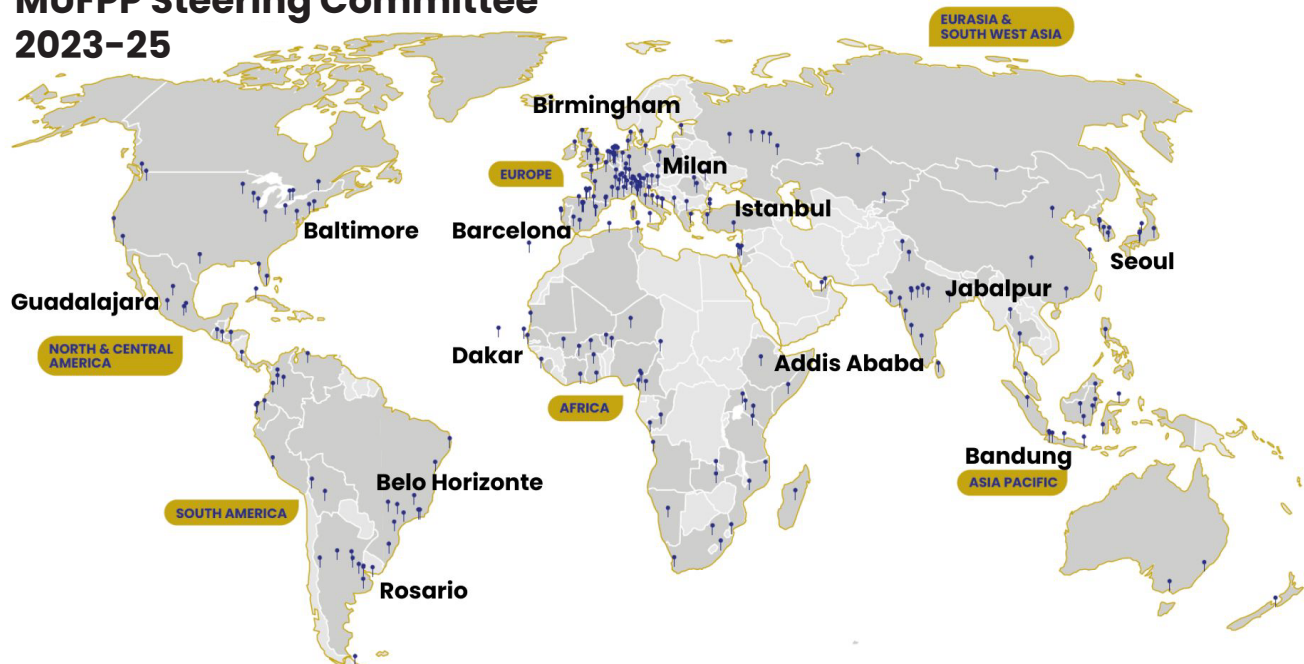 MUFPP Steering Committee
2023-25
EURASIA &
SOUTH WEST ASIA
Birmingham
EUROPE
Milan
Istanbul
Baltimore
Barcelona
Seoul
Guadalajara
Jabalpur
NORTH & CENTRAL
AMERICA
Dakar
Addis Ababa
AFRICA
Bandung
ASIA PACIFIC
Belo Horizonte
SOUTH AMERICA
Rosario